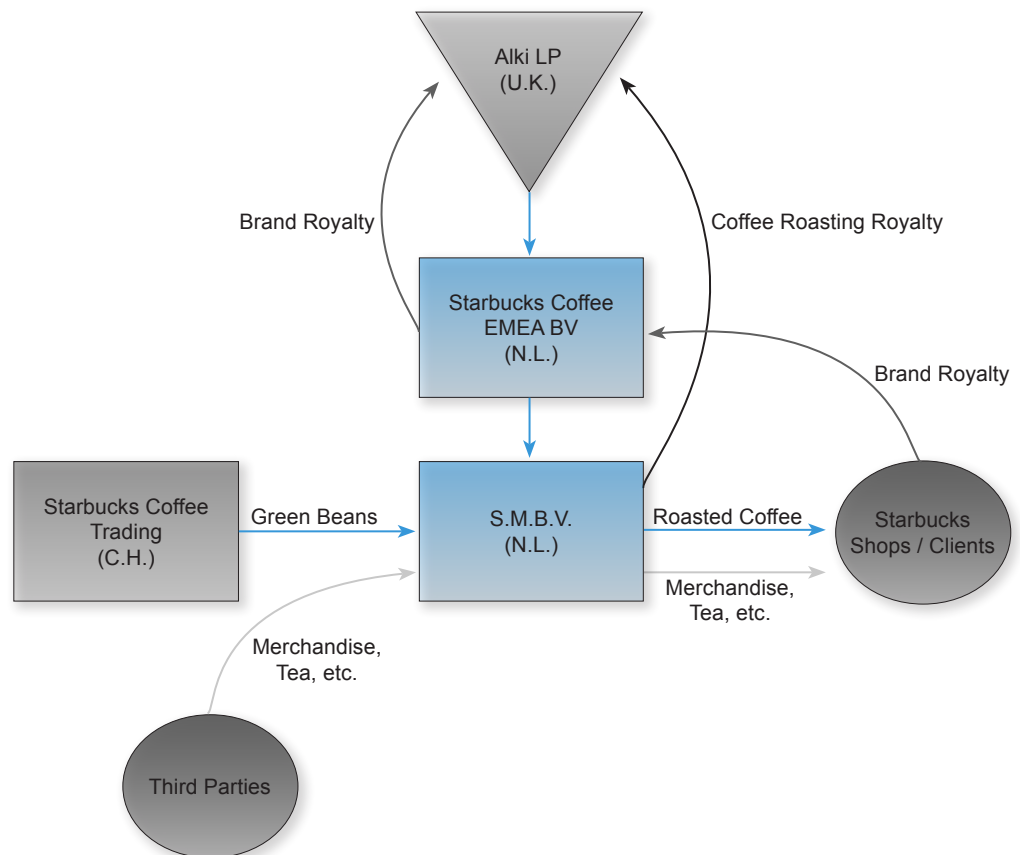 Alki LP
(U.K.)
Brand Royalty
Coffee Roasting Royalty
Starbucks Coffee
EMEA BV
(N.L.)
Brand Royalty
Starbucks Coffee
Trading
(C.H.)
Green Beans
S.M.B.V.
(N.L.)
Roasted Coffee
Starbucks
Shops / Clients
Merchandise,
Tea, etc.
Merchandise,
Tea, etc.
Third Parties